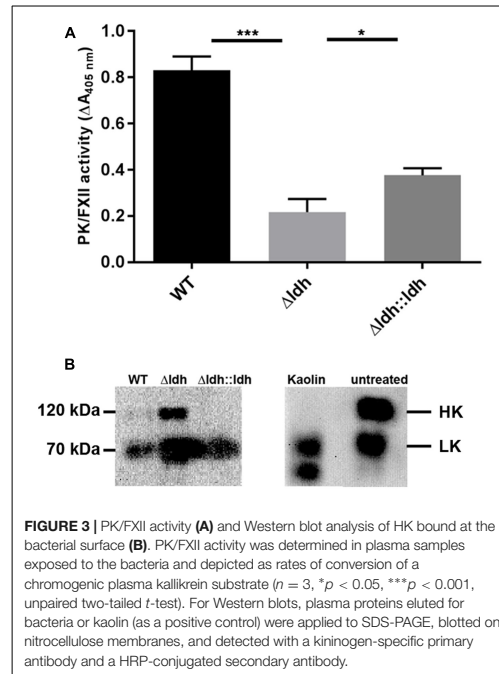 A
PK/FXII activity (ΔA405 nm)
1.0
0.8
0.6
0.4
0.2
0.0
***
*
WT
Δldh
Δldh::ldh
B
WT Δldh Δldh::ldh
Kaolin untreated
120 kDa
HK
70 kDa
LK
FIGURE 3 | PK/FXII activity (A) and Western blot analysis of HK bound at the
bacterial surface (B). PK/FXII activity was determined in plasma samples
exposed to the bacteria and depicted as rates of conversion of a
chromogenic plasma kallikrein substrate (n = 3, *p < 0.05, ***p < 0.001,
unpaired two-tailed t-test). For Western blots, plasma proteins eluted for
bacteria or kaolin (as a positive control) were applied to SDS-PAGE, blotted on
nitrocellulose membranes, and detected with a kininogen-specific primary
antibody and a HRP-conjugated secondary antibody.